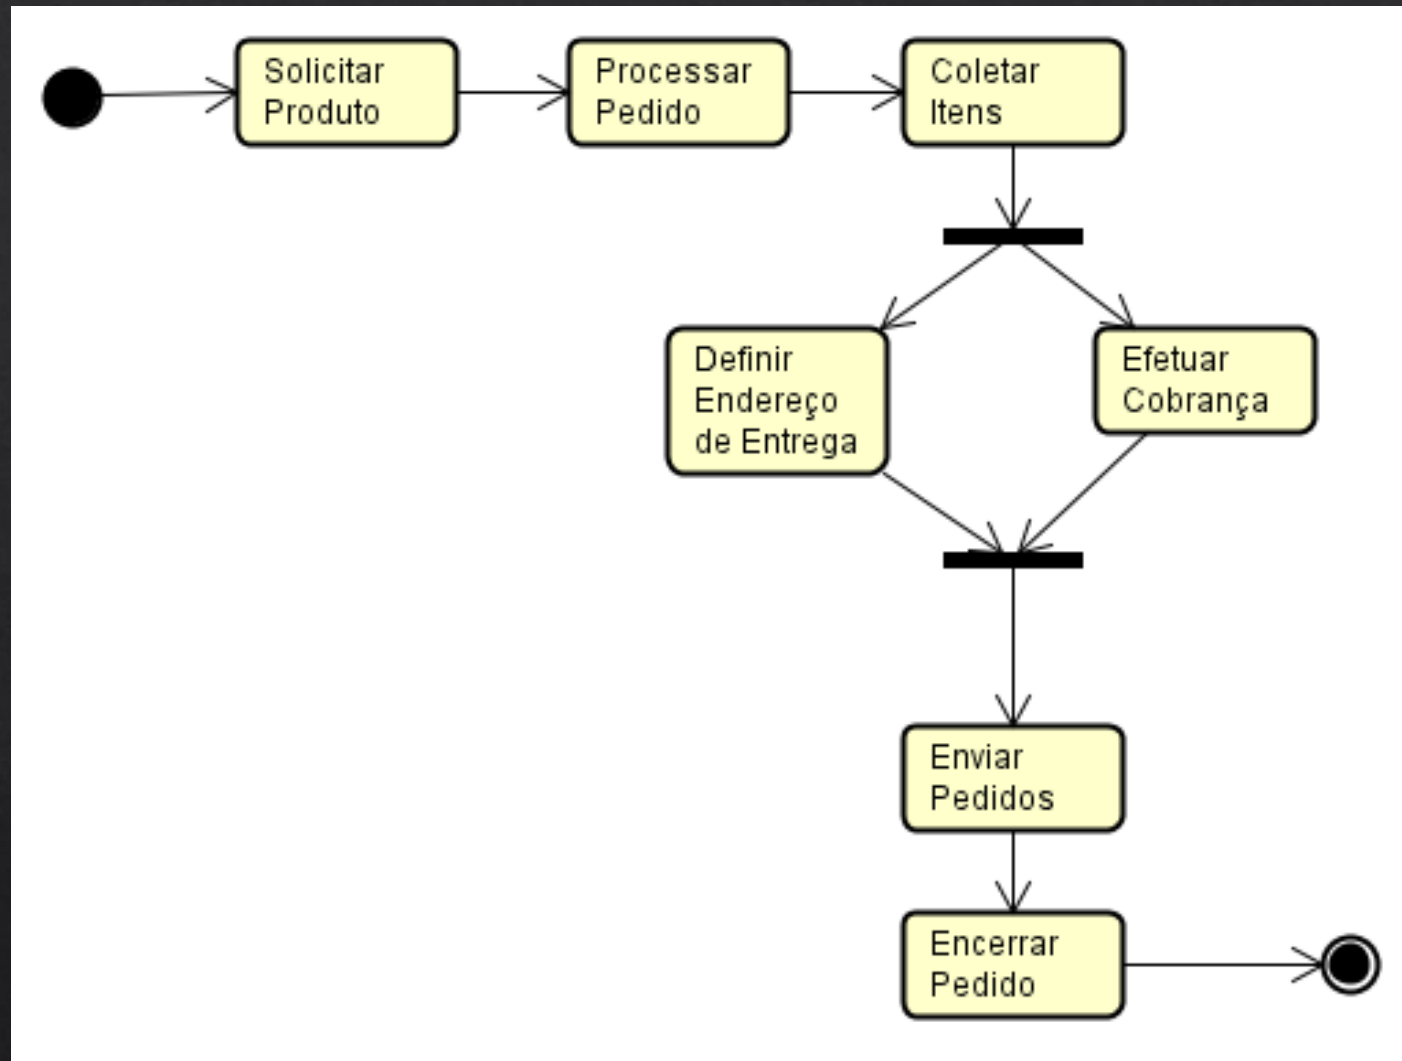 Solicitar
Produto
Processar
Pedido
Coletar
Itens
Definir
Endereço
de Entrega
Efetuar
Cobrança
Enviar
Pedidos
Encerrar
Pedido